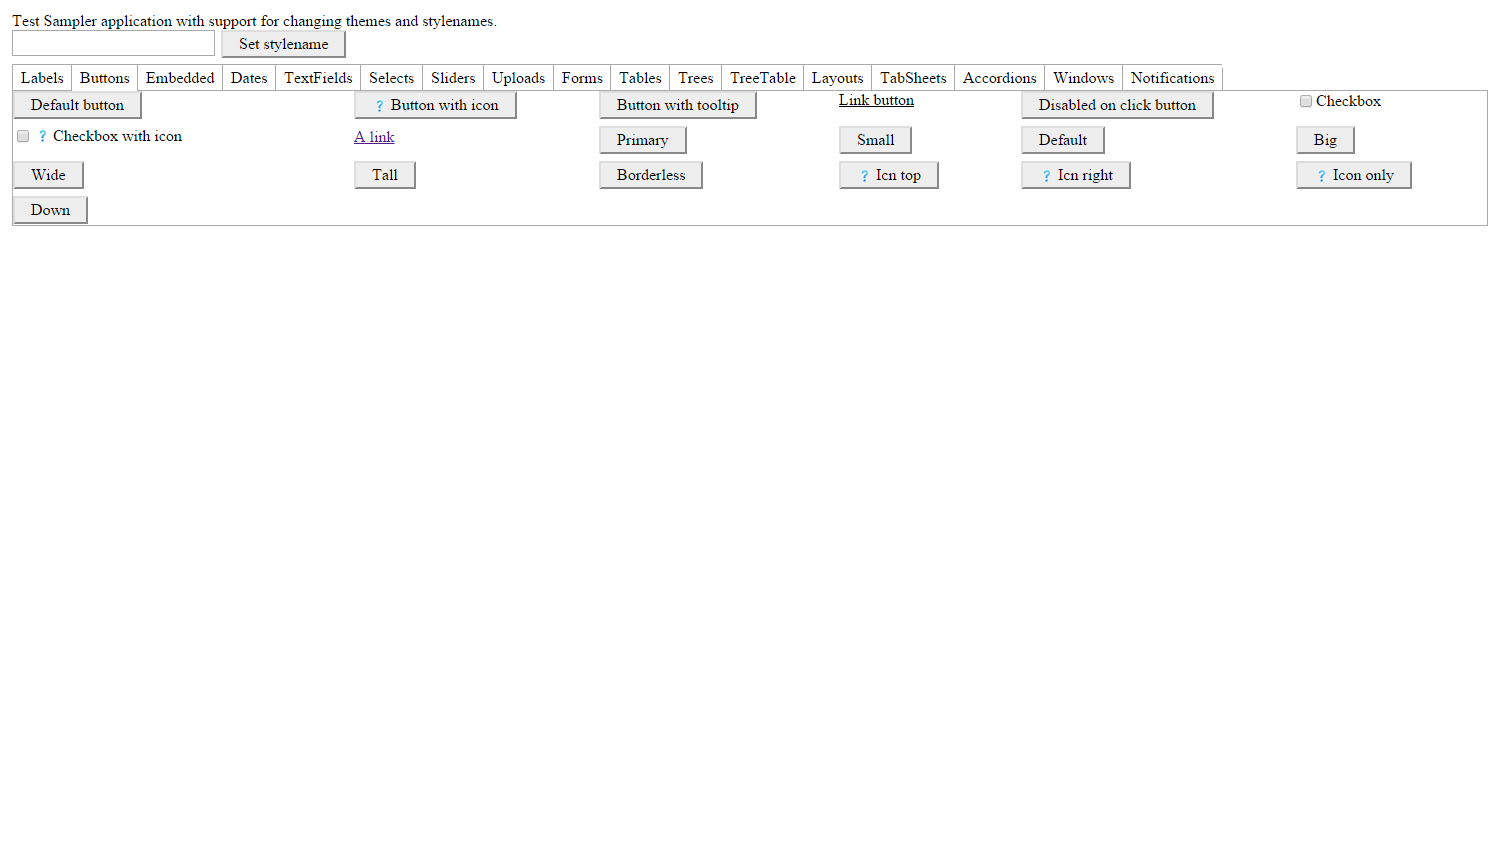 Test Sampler application with support for changing themes and stylenames.
Set stylename
Labels Buttons Embedded Dates TextFields Selects Sliders Uploads Forms Tables Trees TreeTable Layouts TabSheets Accordions Windows Notifications
Default button ? Button with icon Button with tooltip Link button Disabled on click button Checkbox
? Checkbox with icon A link Primary Small Default Big
Wide Tall Borderless ? Icn top ? Icn right ? Icon only
Down